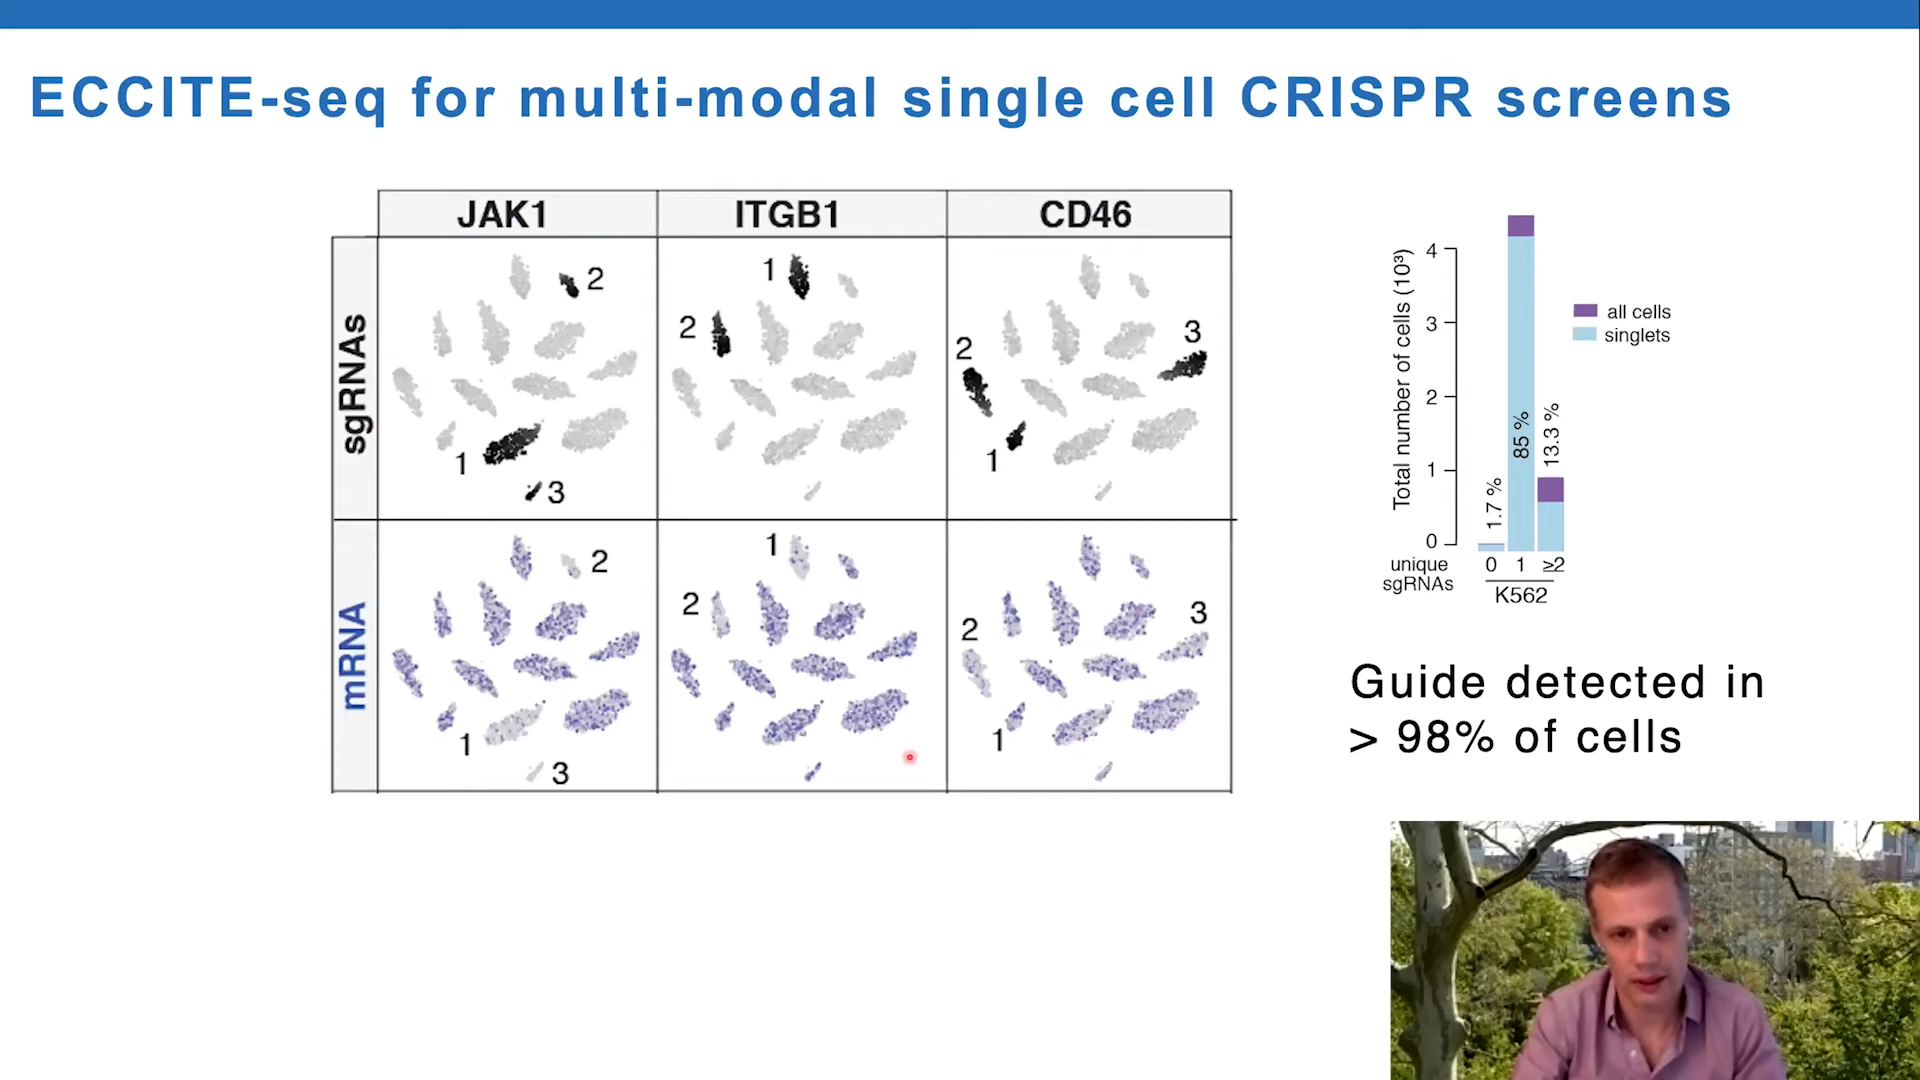 ECCITE-seq for multi-modal single cell CRISPR screens
JAK1 ITGB1 CD46
sgRNAs
2
1
3
1
2
2
3
1
mRNA
2
1
3
1
2
2
3
1
Total number of cells (10³)
4
3
2
1
0
1.7 %
85 %
13.3 %
all cells
singlets
unique sgRNAs
0 1 ≥2
K562
Guide detected in
> 98% of cells